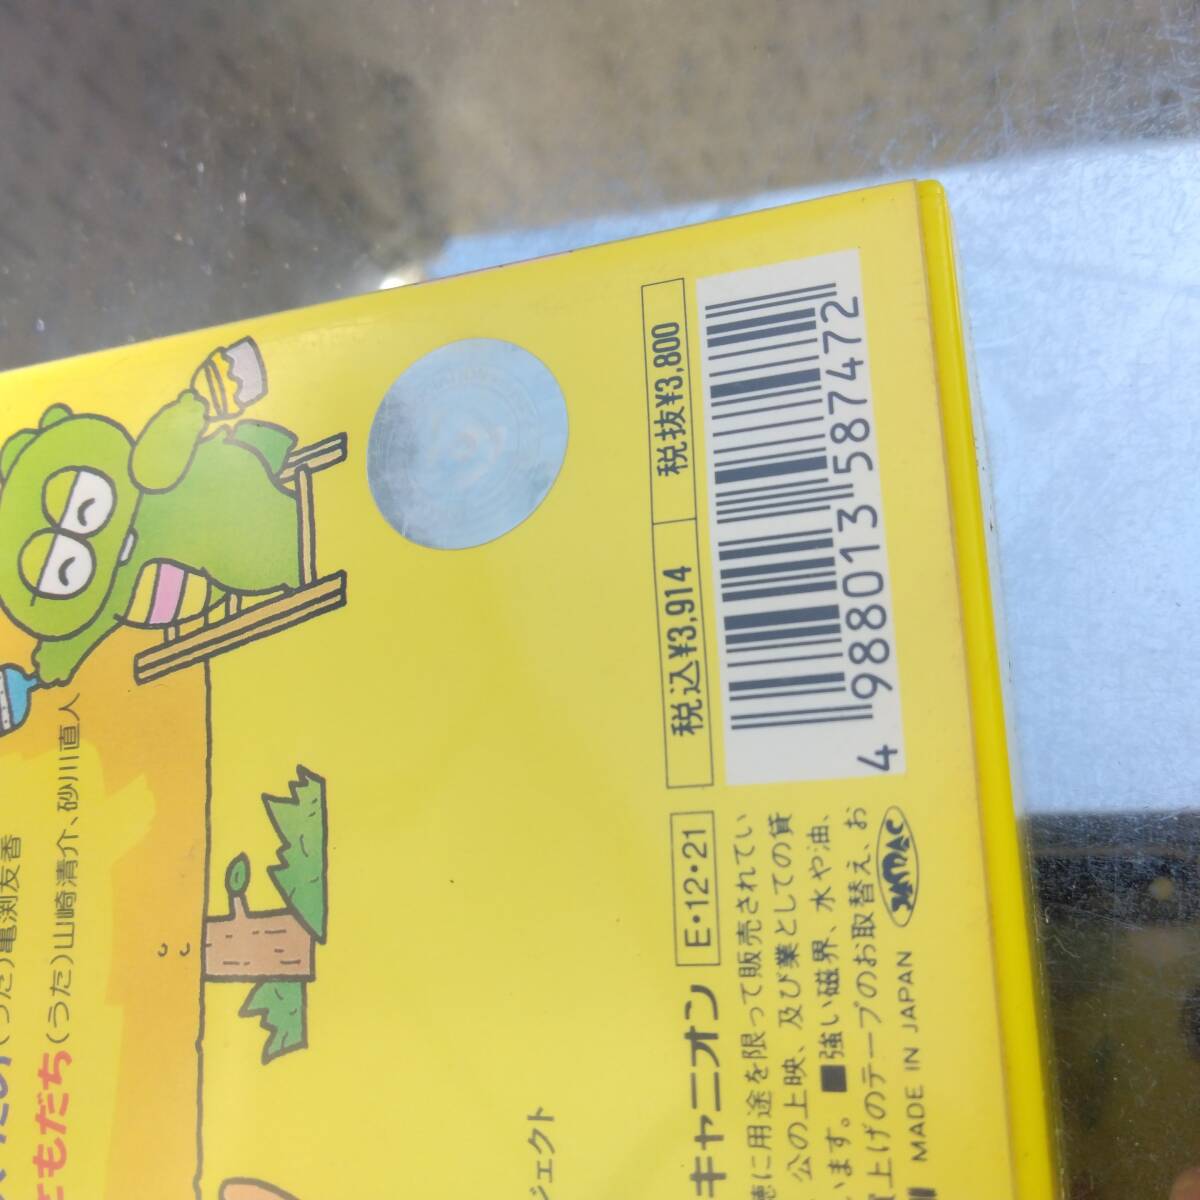 4 988013 587472
税込¥3,914 税抜¥3,800
キャニオン E・12・21
に用途を限って販売されてい
公の上映、及び業としての貸
います。■強い磁界、水や油、
上げのテープのお取替え、お
MADE IN JAPAN
ジェクト
もだち(うた)山崎清介、砂川直人
(うた)亀渕友香